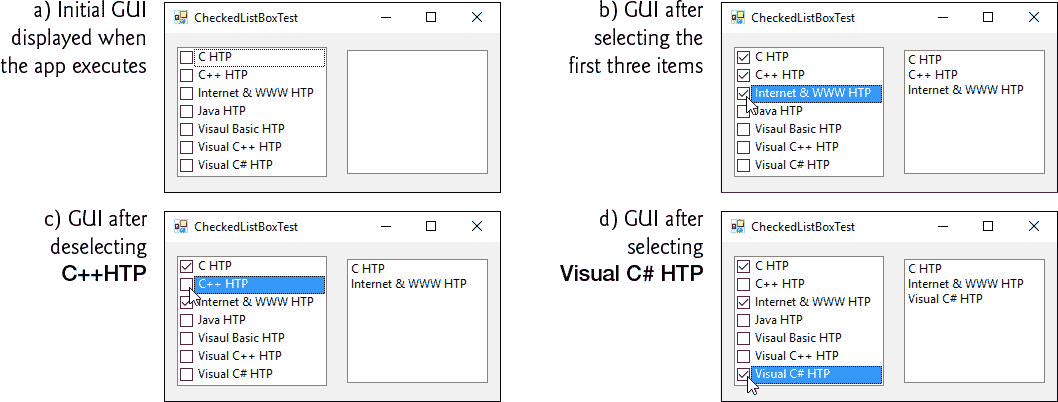 a) Initial GUI
displayed when
the app executes
CheckedListBoxTest
C HTP
C++ HTP
Internet & WWW HTP
Java HTP
Visaul Basic HTP
Visual C++ HTP
Visual C# HTP
b) GUI after
selecting the
first three items
CheckedListBoxTest
C HTP
C++ HTP
Internet & WWW HTP
Java HTP
Visaul Basic HTP
Visual C++ HTP
Visual C# HTP
C HTP
C++ HTP
Internet & WWW HTP
c) GUI after
deselecting
C++HTP
CheckedListBoxTest
C HTP
C++ HTP
Internet & WWW HTP
Java HTP
Visaul Basic HTP
Visual C++ HTP
Visual C# HTP
C HTP
Internet & WWW HTP
d) GUI after
selecting
Visual C# HTP
CheckedListBoxTest
C HTP
C++ HTP
Internet & WWW HTP
Java HTP
Visaul Basic HTP
Visual C++ HTP
Visual C# HTP
C HTP
Internet & WWW HTP
Visual C# HTP